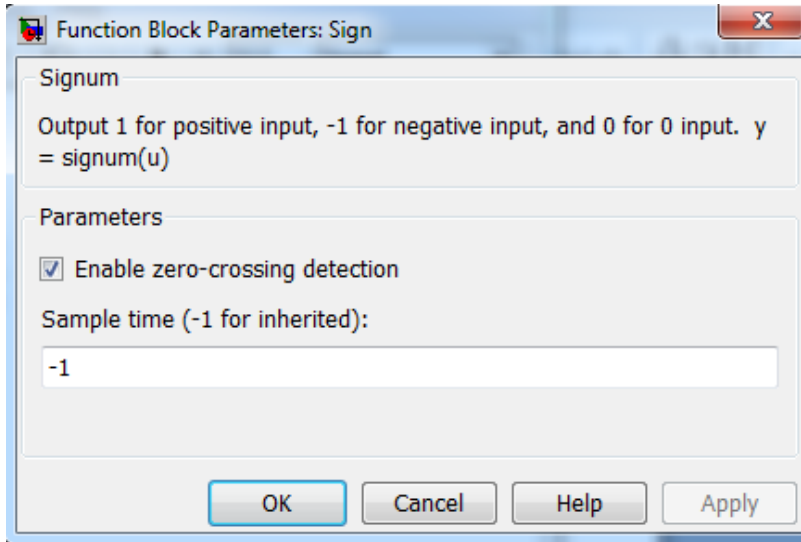 Function Block Parameters: Sign
Signum
Output 1 for positive input, -1 for negative input, and 0 for 0 input.  y
= signum(u)
Parameters
Enable zero-crossing detection
Sample time (-1 for inherited):
-1
OK Cancel Help Apply